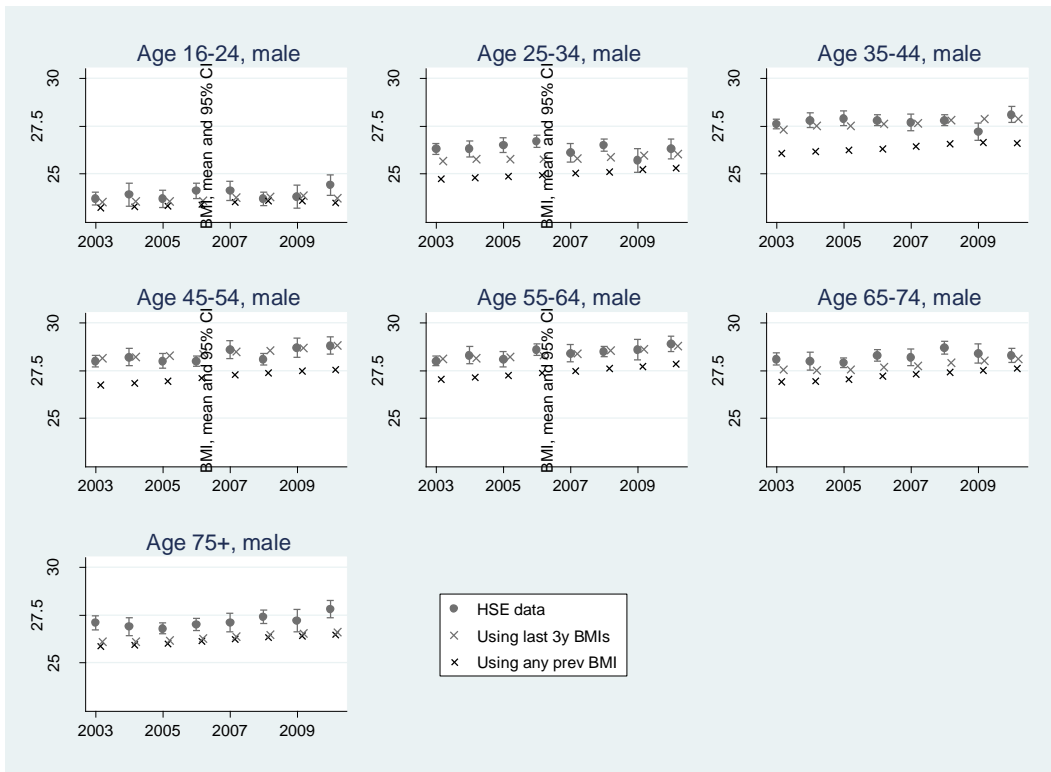 Age 16-24, male
30
27.5
25
BMI, mean and 95% CI
2003 2005 2007 2009
Age 25-34, male
30
27.5
25
BMI, mean and 95% CI
2003 2005 2007 2009
Age 35-44, male
30
27.5
25
2003 2005 2007 2009
Age 45-54, male
30
27.5
25
BMI, mean and 95% CI
2003 2005 2007 2009
Age 55-64, male
30
27.5
25
BMI, mean and 95% CI
2003 2005 2007 2009
Age 65-74, male
30
27.5
25
2003 2005 2007 2009
Age 75+, male
30
27.5
25
2003 2005 2007 2009
HSE data
Using last 3y BMIs
Using any prev BMI